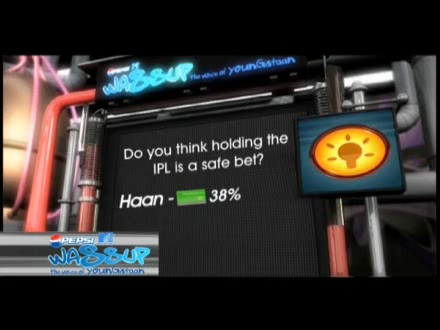 PEPSI
WASSUP the voice of youngistaan
Do you think holding the
IPL is a safe bet?
Haan - 38%
PEPSI
WASSUP
the voice of youngistaan